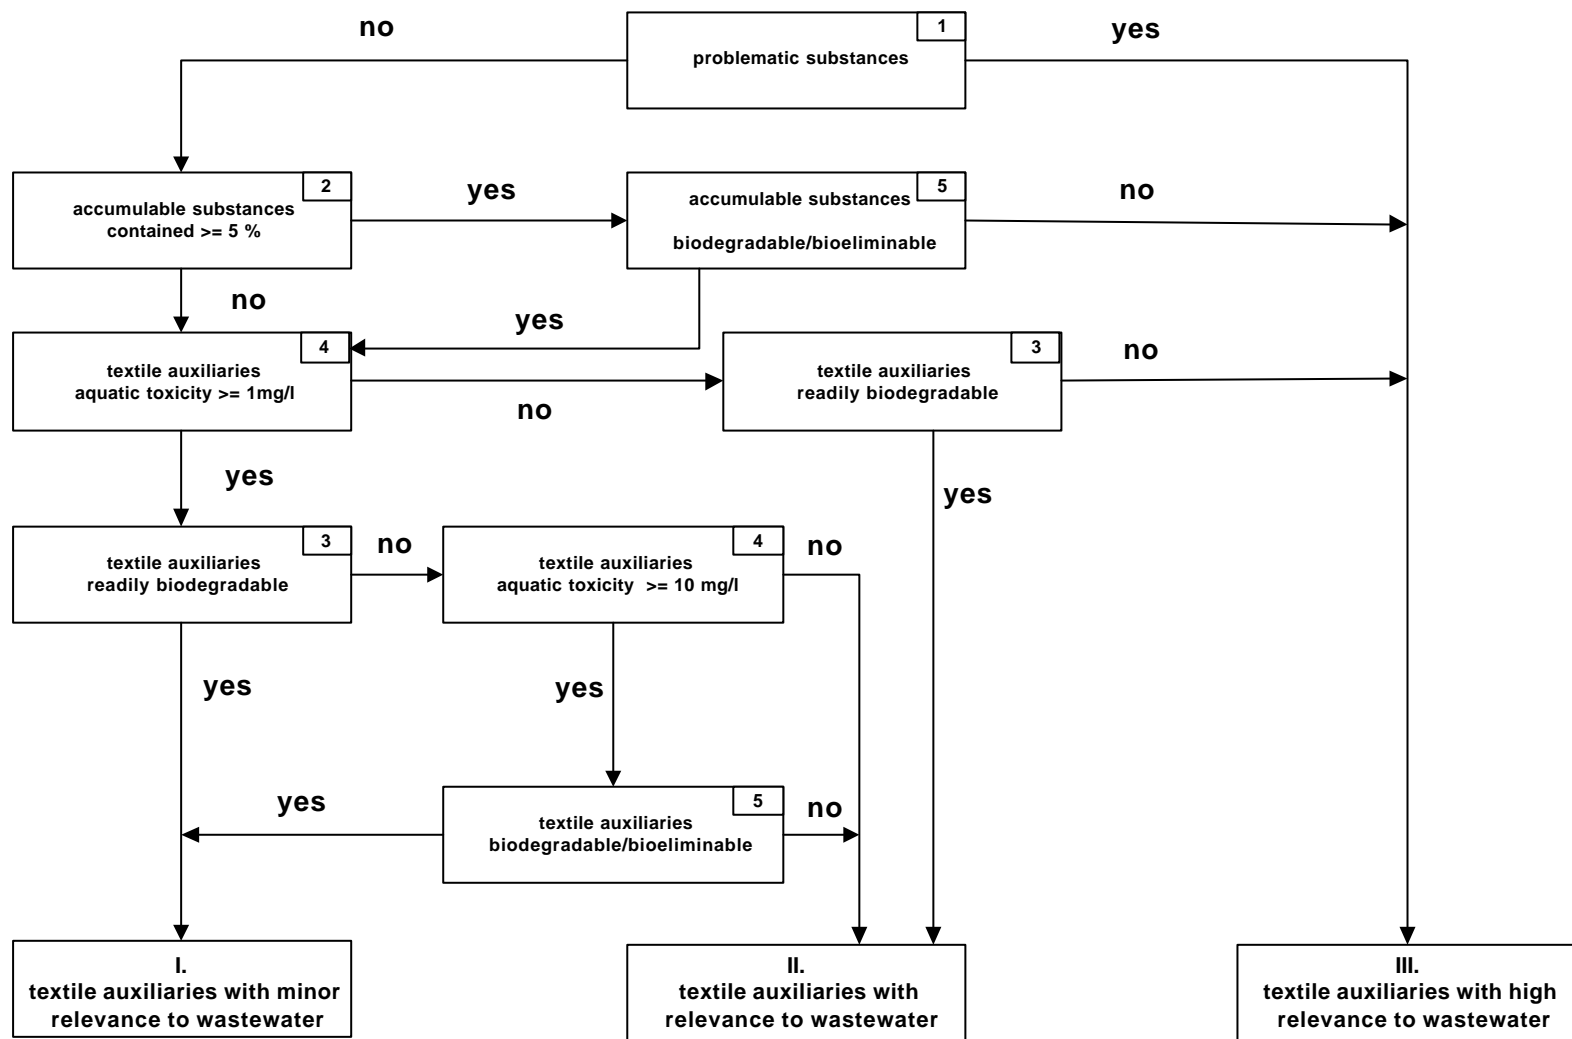 no
1
yes
problematic substances
2
yes
5
no
accumulable substances
contained >= 5 %
accumulable substances
biodegradable/bioeliminable
no
yes
4
3
no
textile auxiliaries
aquatic toxicity >= 1mg/l
no
textile auxiliaries
readily biodegradable
yes
yes
3
no
4
no
textile auxiliaries
readily biodegradable
textile auxiliaries
aquatic toxicity >= 10 mg/l
yes
yes
yes
5
no
textile auxiliaries
biodegradable/bioeliminable
I.
textile auxiliaries with minor
relevance to wastewater
II.
textile auxiliaries with
relevance to wastewater
III.
textile auxiliaries with high
relevance to wastewater